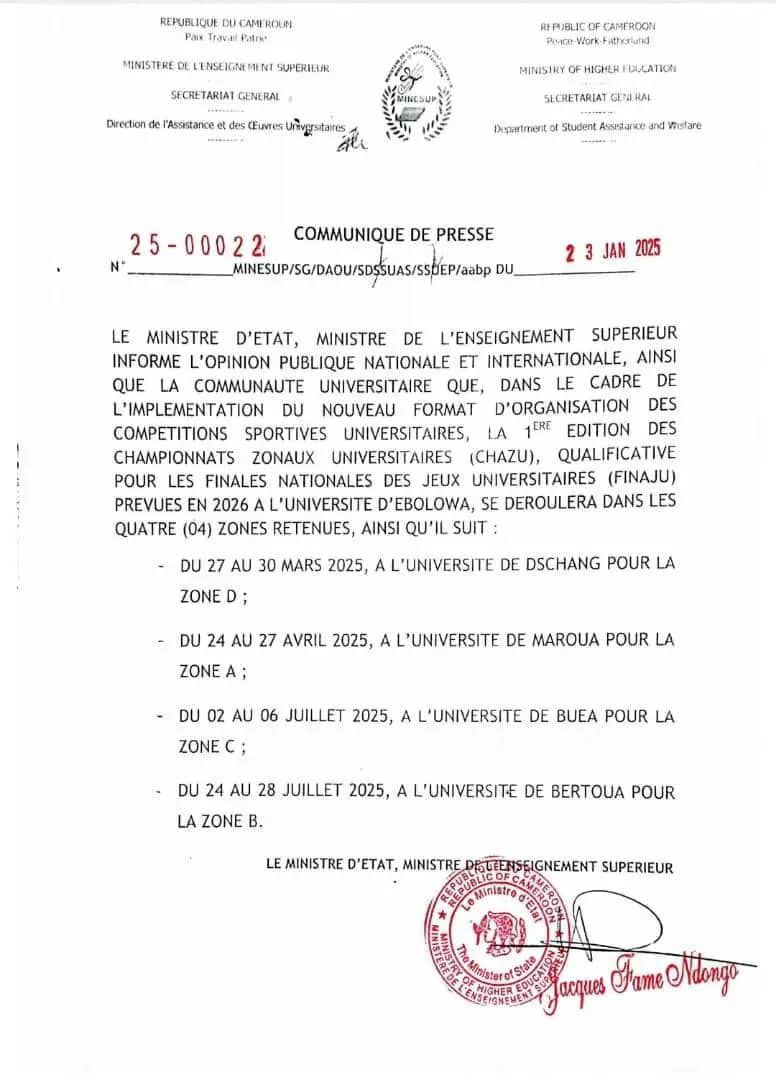 REPUBLIQUE DU CAMEROUN
Paix Travail Patrie
MINISTERE DE L'ENSEIGNEMENT SUPERIEUR
SECRETARIAT GENERAL
Direction de l'Assistance et des Œuvres Universitaires
MINESUP
REPUBLIC OF CAMEROON
Peace-Work-Fatherland
MINISTRY OF HIGHER EDUCATION
SECRETARIAT GENERAL
Department of Student Assistance and Welfare
COMMUNIQUE DE PRESSE
25-00022
23 JAN 2025
N° MINESUP/SG/DAOU/SDSSUAS/SSUEP/aabp DU
LE MINISTRE D'ETAT, MINISTRE DE L'ENSEIGNEMENT SUPERIEUR
INFORME L'OPINION PUBLIQUE NATIONALE ET INTERNATIONALE, AINSI
QUE LA COMMUNAUTE UNIVERSITAIRE QUE, DANS LE CADRE DE
L'IMPLEMENTATION DU NOUVEAU FORMAT D'ORGANISATION DES
COMPETITIONS SPORTIVES UNIVERSITAIRES, LA 1ERE EDITION DES
CHAMPIONNATS ZONAUX UNIVERSITAIRES (CHAZU), QUALIFICATIVE
POUR LES FINALES NATIONALES DES JEUX UNIVERSITAIRES (FINAJU)
PREVUES EN 2026 A L'UNIVERSITE D'EBOLOWA, SE DEROULERA DANS LES
QUATRE (04) ZONES RETENUES, AINSI QU'IL SUIT :
- DU 27 AU 30 MARS 2025, A L'UNIVERSITE DE DSCHANG POUR LA
ZONE D ;
- DU 24 AU 27 AVRIL 2025, A L'UNIVERSITE DE MAROUA POUR LA
ZONE A ;
- DU 02 AU 06 JUILLET 2025, A L'UNIVERSITE DE BUEA POUR LA
ZONE C ;
- DU 24 AU 28 JUILLET 2025, A L'UNIVERSITE DE BERTOUA POUR
LA ZONE B.
LE MINISTRE D'ETAT, MINISTRE DE L'ENSEIGNEMENT SUPERIEUR
REPUBLIC OF CAMEROON
Le Ministre d'Etat
The Minister of State
MINISTRY OF HIGHER EDUCATION
MINISTERE DE L'ENSEIGNEMENT SUPERIEUR
Jacques Fame Ndongo